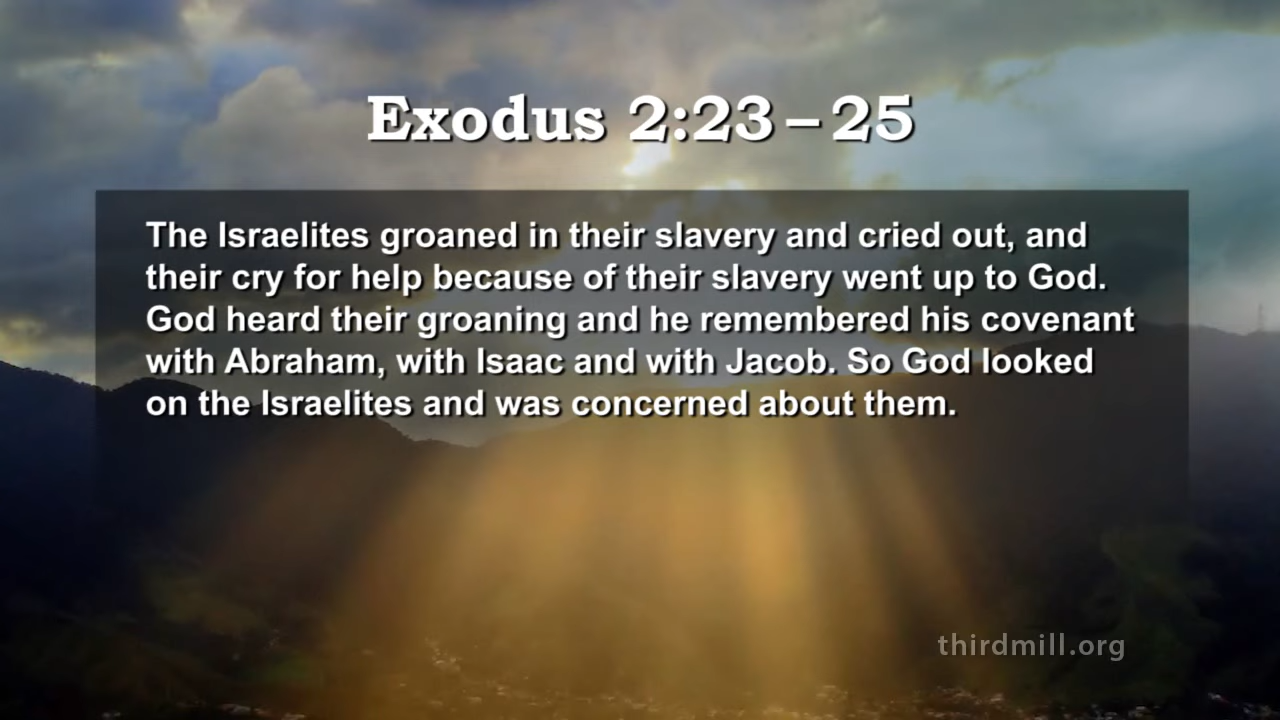 Exodus 2:23 – 25
The Israelites groaned in their slavery and cried out, and
their cry for help because of their slavery went up to God.
God heard their groaning and he remembered his covenant
with Abraham, with Isaac and with Jacob. So God looked
on the Israelites and was concerned about them.
thirdmill.org